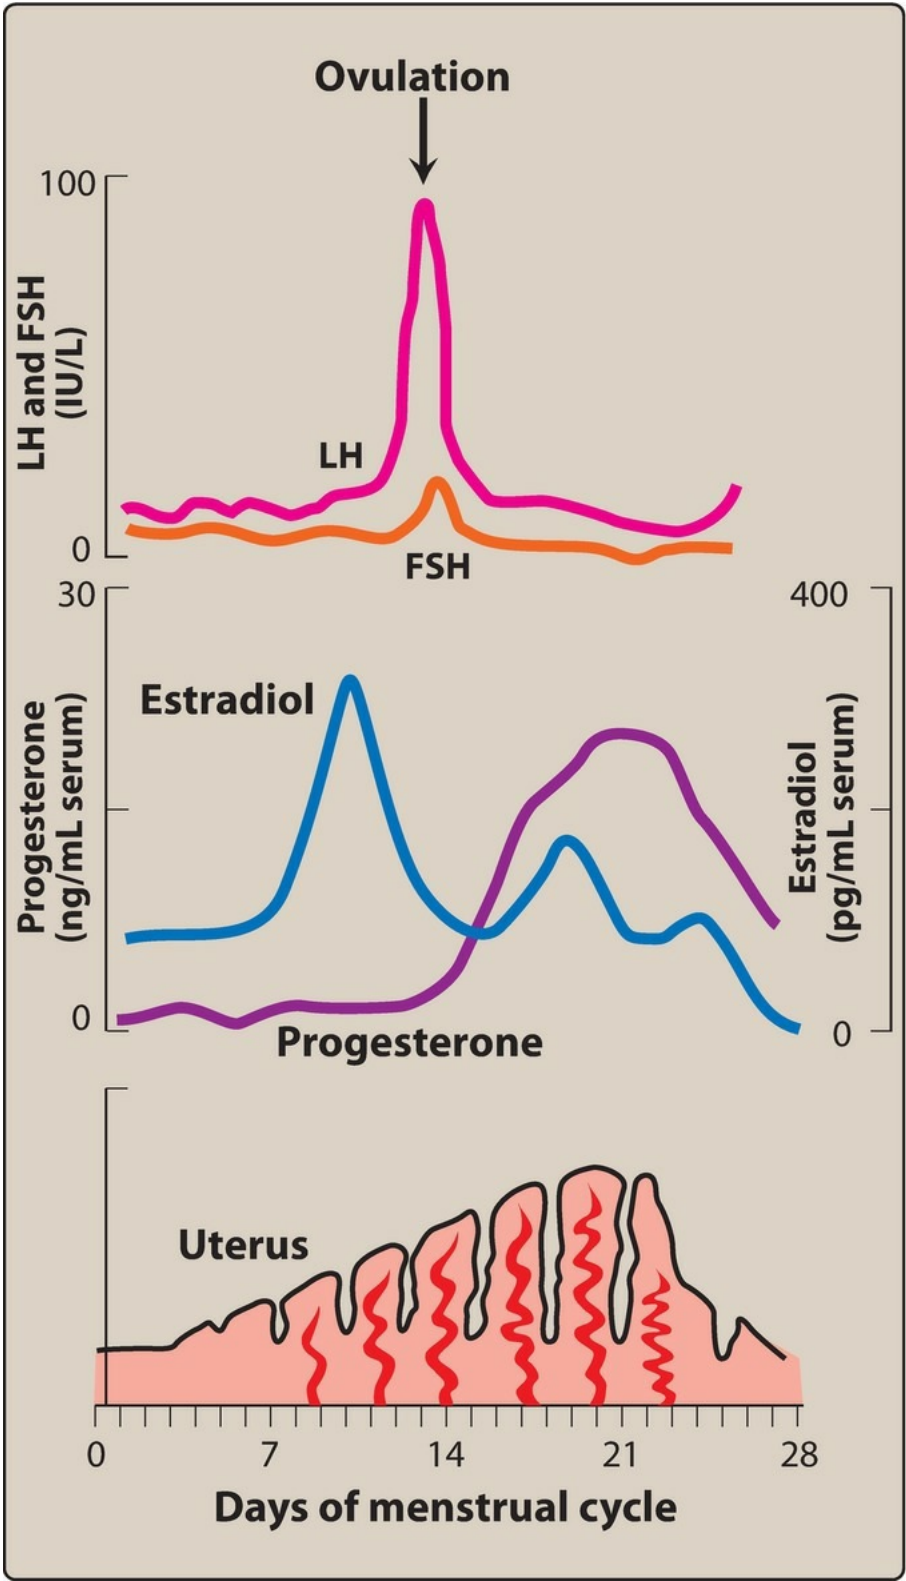 Ovulation
100
LH and FSH
(IU/L)
LH
0
FSH
30
400
Estradiol
Progesterone
(ng/mL serum)
Estradiol
(pg/mL serum)
0
Progesterone
0
Uterus
0 7 14 21 28
Days of menstrual cycle